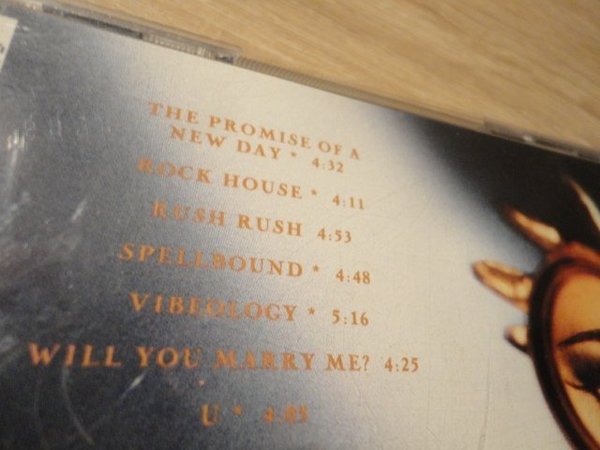 THE PROMISE OF A
NEW DAY * 4:32
ROCK HOUSE * 4:11
RUSH RUSH 4:53
SPELLBOUND * 4:48
VIBEOLOGY * 5:16
WILL YOU MARRY ME? 4:25
U *